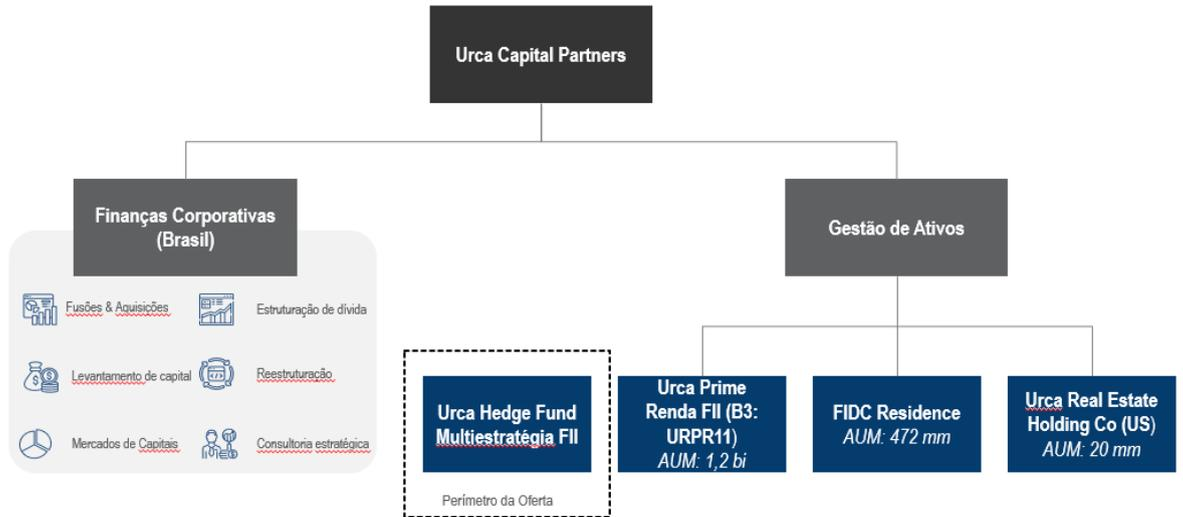 Urca Capital Partners
Finanças Corporativas
(Brasil)
Gestão de Ativos
Fusões & Aquisições
Estruturação de dívida
Levantamento de capital
Reestruturação
Mercados de Capitais
Consultoria estratégica
Urca Hedge Fund
Multiestratégia FII
Perímetro da Oferta
Urca Prime
Renda FII (B3:
URPR11)
AUM: 1,2 bi
FIDC Residence
AUM: 472 mm
Urca Real Estate
Holding Co (US)
AUM: 20 mm